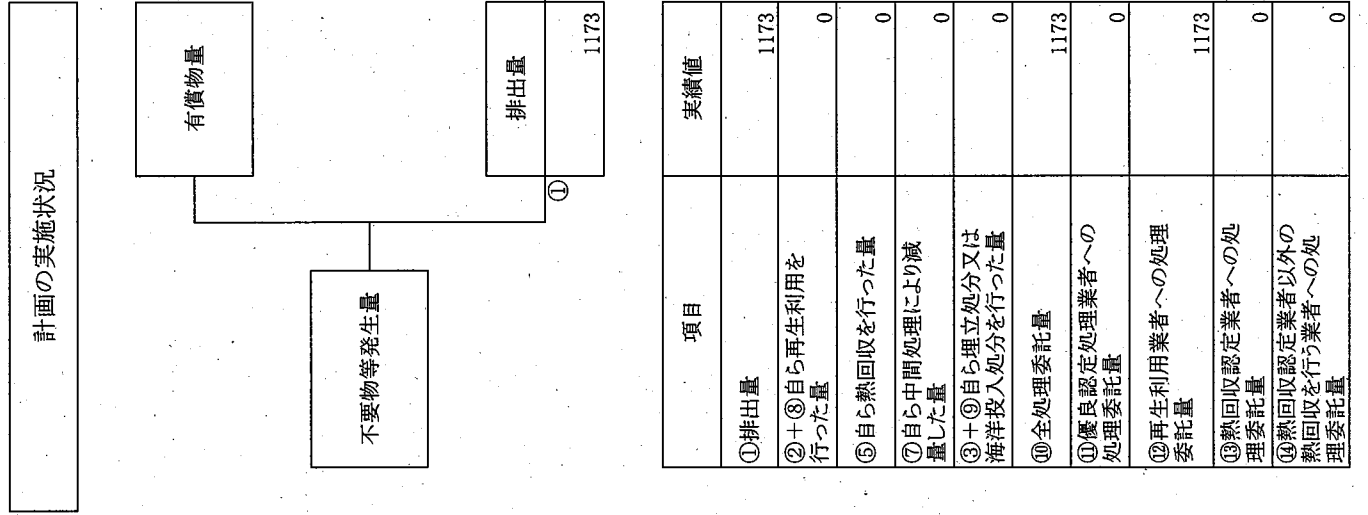 計画の実施状況
有償物量
不要物等発生量
排出量
①
1173
項目
実績値
①排出量
1173
②+⑧自ら再生利用を
行った量
0
⑤自ら熱回収を行った量
0
⑦自ら中間処理により減
量した量
0
③+⑨自ら埋立処分又は
海洋投入処分を行った量
0
⑩全処理委託量
1173
⑪優良認定処理業者への
処理委託量
0
⑫再生利用業者への処理
委託量
1173
⑬熱回収認定業者への処
理委託量
0
⑭熱回収認定業者以外の
熱回収を行う業者への処
理委託量
0